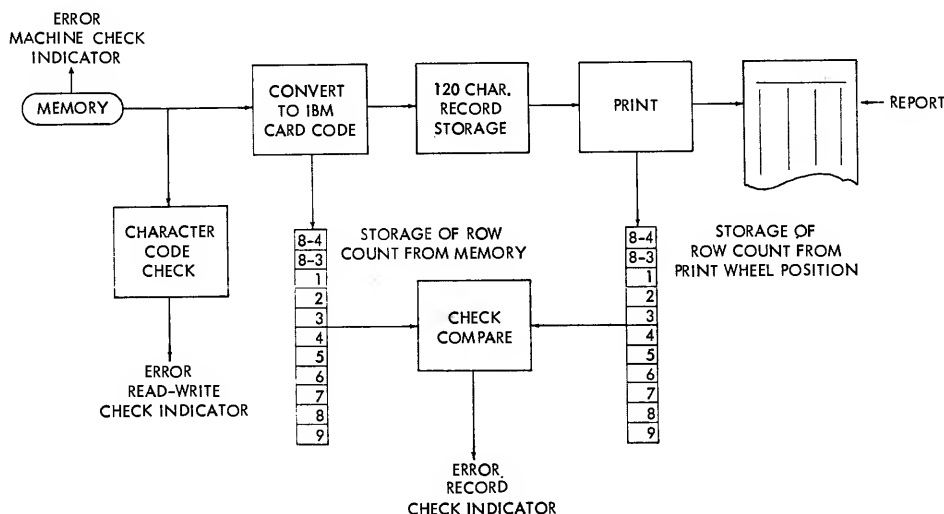 ERROR
MACHINE CHECK
INDICATOR
MEMORY
CONVERT
TO IBM
CARD CODE
120 CHAR.
RECORD
STORAGE
PRINT
REPORT
CHARACTER
CODE
CHECK
ERROR
READ-WRITE
CHECK INDICATOR
8-4
8-3
1
2
3
4
5
6
7
8
9
STORAGE OF ROW
COUNT FROM MEMORY
CHECK
COMPARE
ERROR
RECORD
CHECK INDICATOR
8-4
8-3
1
2
3
4
5
6
7
8
9
STORAGE OF
ROW COUNT FROM
PRINT WHEEL POSITION